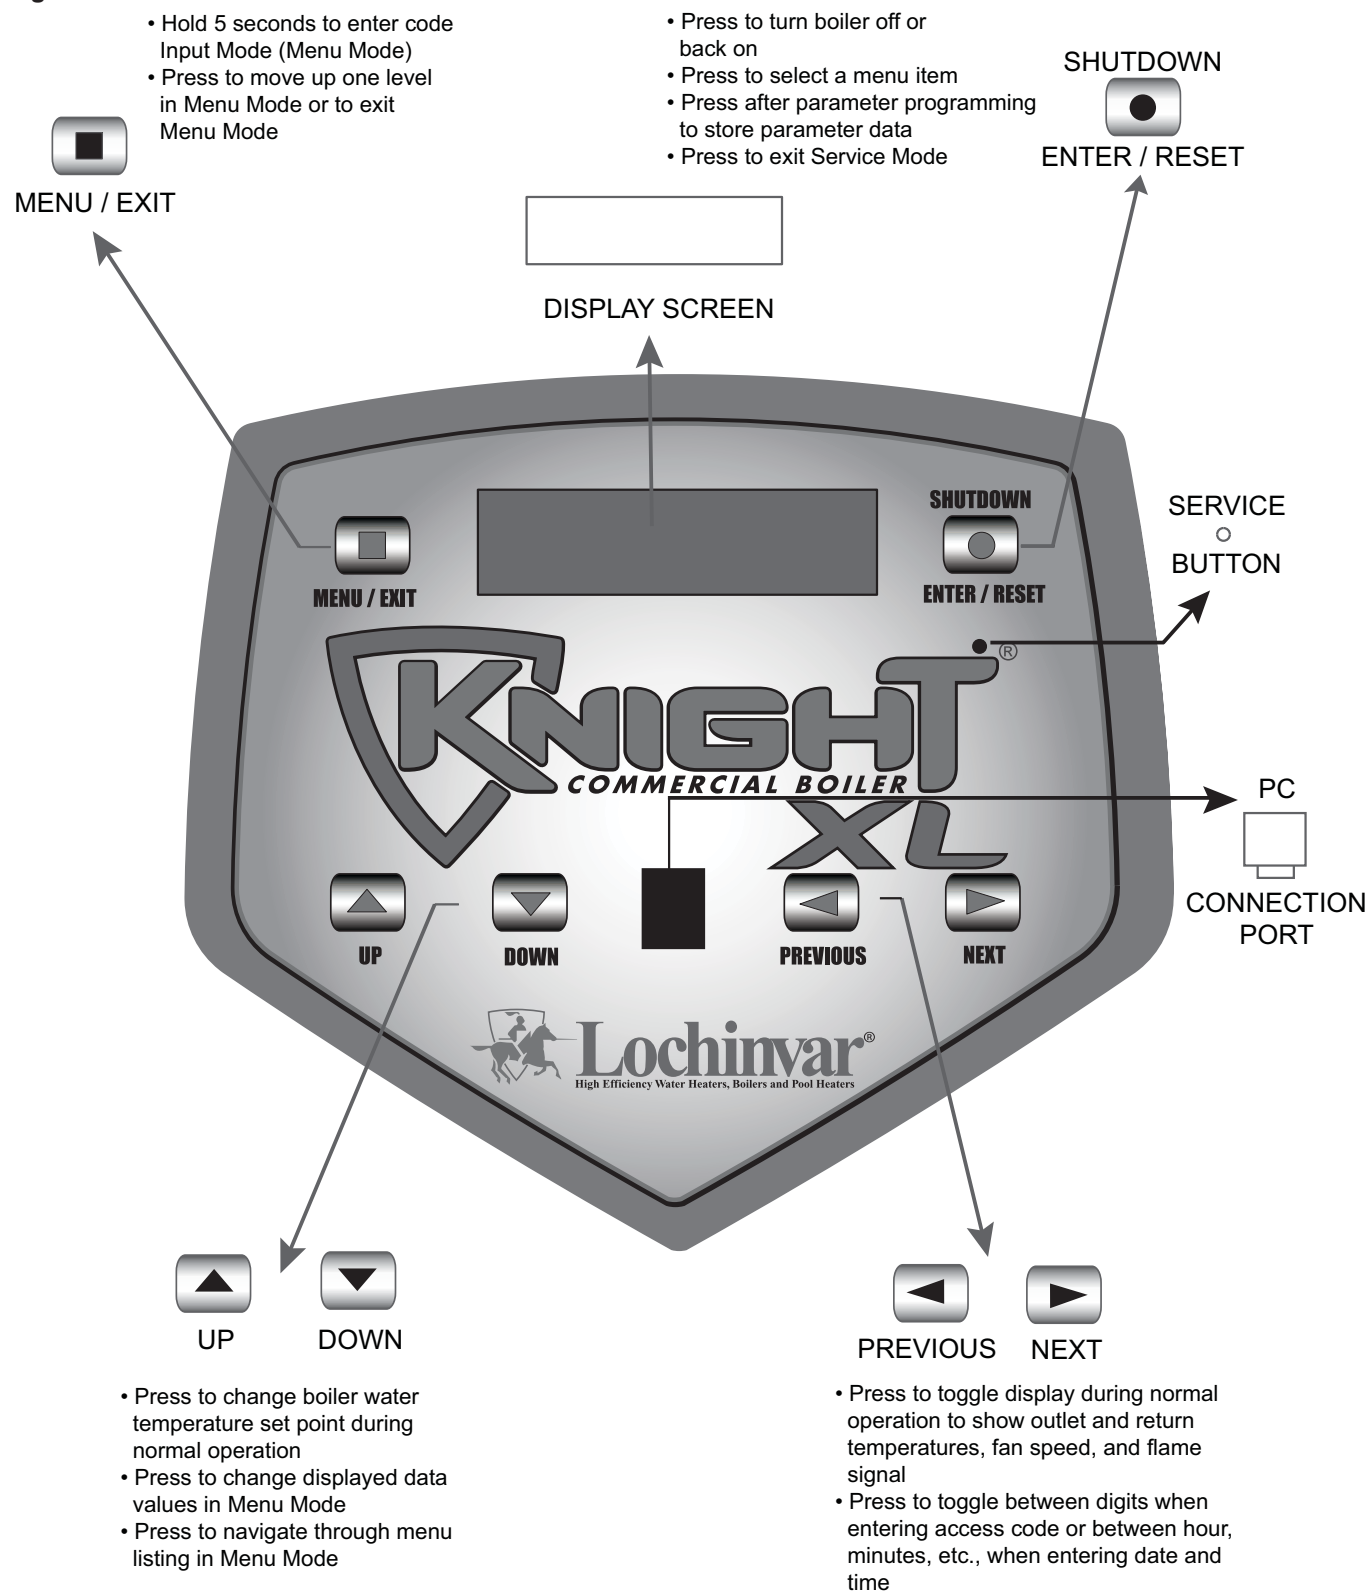 • Hold 5 seconds to enter code
Input Mode (Menu Mode)
• Press to move up one level
in Menu Mode or to exit
Menu Mode
MENU / EXIT
• Press to turn boiler off or
back on
• Press to select a menu item
• Press after parameter programming
to store parameter data
• Press to exit Service Mode
SHUTDOWN
ENTER / RESET
DISPLAY SCREEN
MENU / EXIT
SHUTDOWN
ENTER / RESET
SERVICE
BUTTON
KNIGHT ®
COMMERCIAL BOILER
XL
PC
CONNECTION
PORT
UP
DOWN
PREVIOUS
NEXT
Lochinvar®
High Efficiency Water Heaters, Boilers and Pool Heaters
UP
DOWN
• Press to change boiler water
temperature set point during
normal operation
• Press to change displayed data
values in Menu Mode
• Press to navigate through menu
listing in Menu Mode
PREVIOUS
NEXT
• Press to toggle display during normal
operation to show outlet and return
temperatures, fan speed, and flame
signal
• Press to toggle between digits when
entering access code or between hour,
minutes, etc., when entering date and
time